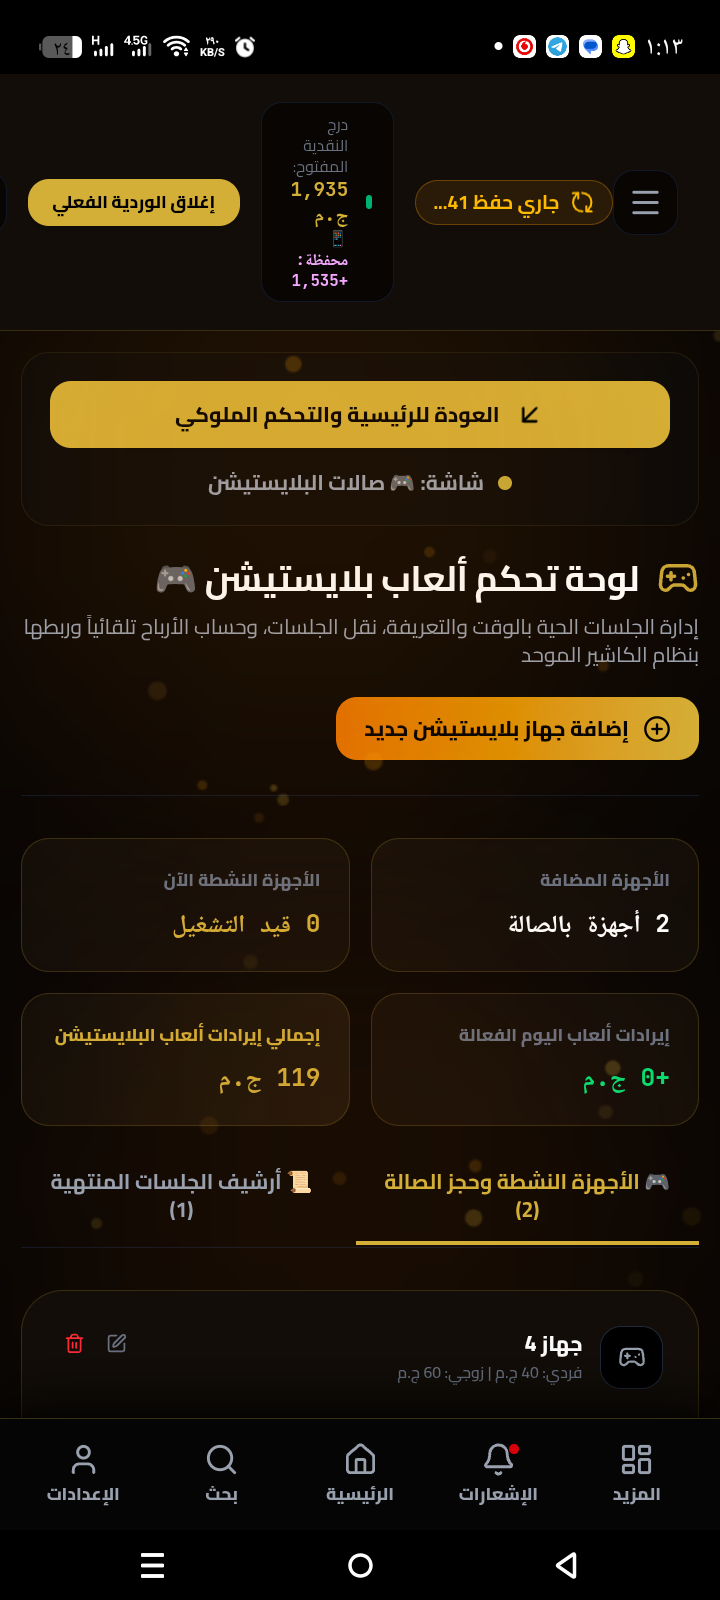 ١:١٣
٢٩٠ KB/S
4.5G
H
٢٤
جاري حفظ 41...
درج
النقدية
المفتوح:
1,935
ج.م
📱
محفظة:
+1,535
إغلاق الوردية الفعلي
العودة للرئيسية والتحكم الملوكي
شاشة: 🎮 صالات البلايستيشن
لوحة تحكم ألعاب بلايستيشن 🎮
إدارة الجلسات الحية بالوقت والتعريفة، نقل الجلسات، وحساب الأرباح تلقائياً وربطها
بنظام الكاشير الموحد
إضافة جهاز بلايستيشن جديد
الأجهزة المضافة
2 أجهزة بالصالة
الأجهزة النشطة الآن
0 قيد التشغيل
إيرادات ألعاب اليوم الفعالة
+0 ج.م
إجمالي إيرادات ألعاب البلايستيشن
119 ج.م
🎮 الأجهزة النشطة وحجز الصالة
(2)
📜 أرشيف الجلسات المنتهية
(1)
جهاز 4
فردي: 40 ج.م | زوجي: 60 ج.م
المزيد
الإشعارات
الرئيسية
بحث
الإعدادات